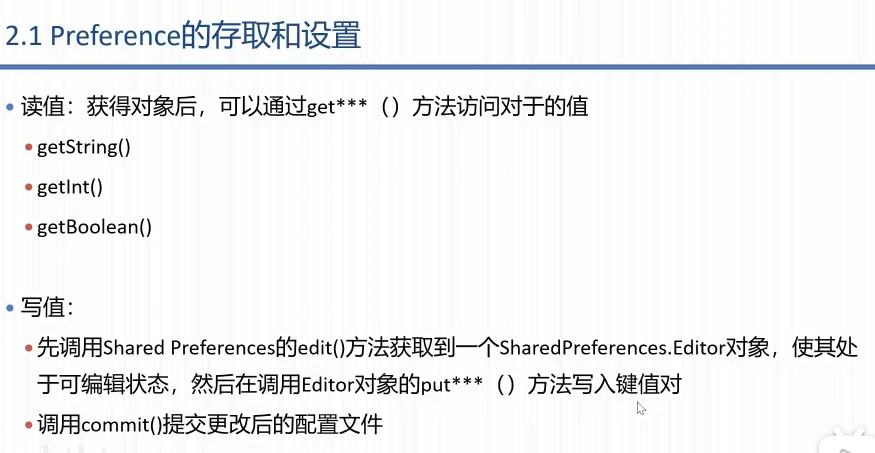 2.1 Preference的存取和设置
• 读值：获得对象后，可以通过get***（）方法访问对于的值
• getString()
• getInt()
• getBoolean()
• 写值：
• 先调用Shared Preferences的edit()方法获取到一个SharedPreferences.Editor对象，使其处
于可编辑状态，然后在调用Editor对象的put***（）方法写入键值对
• 调用commit()提交更改后的配置文件